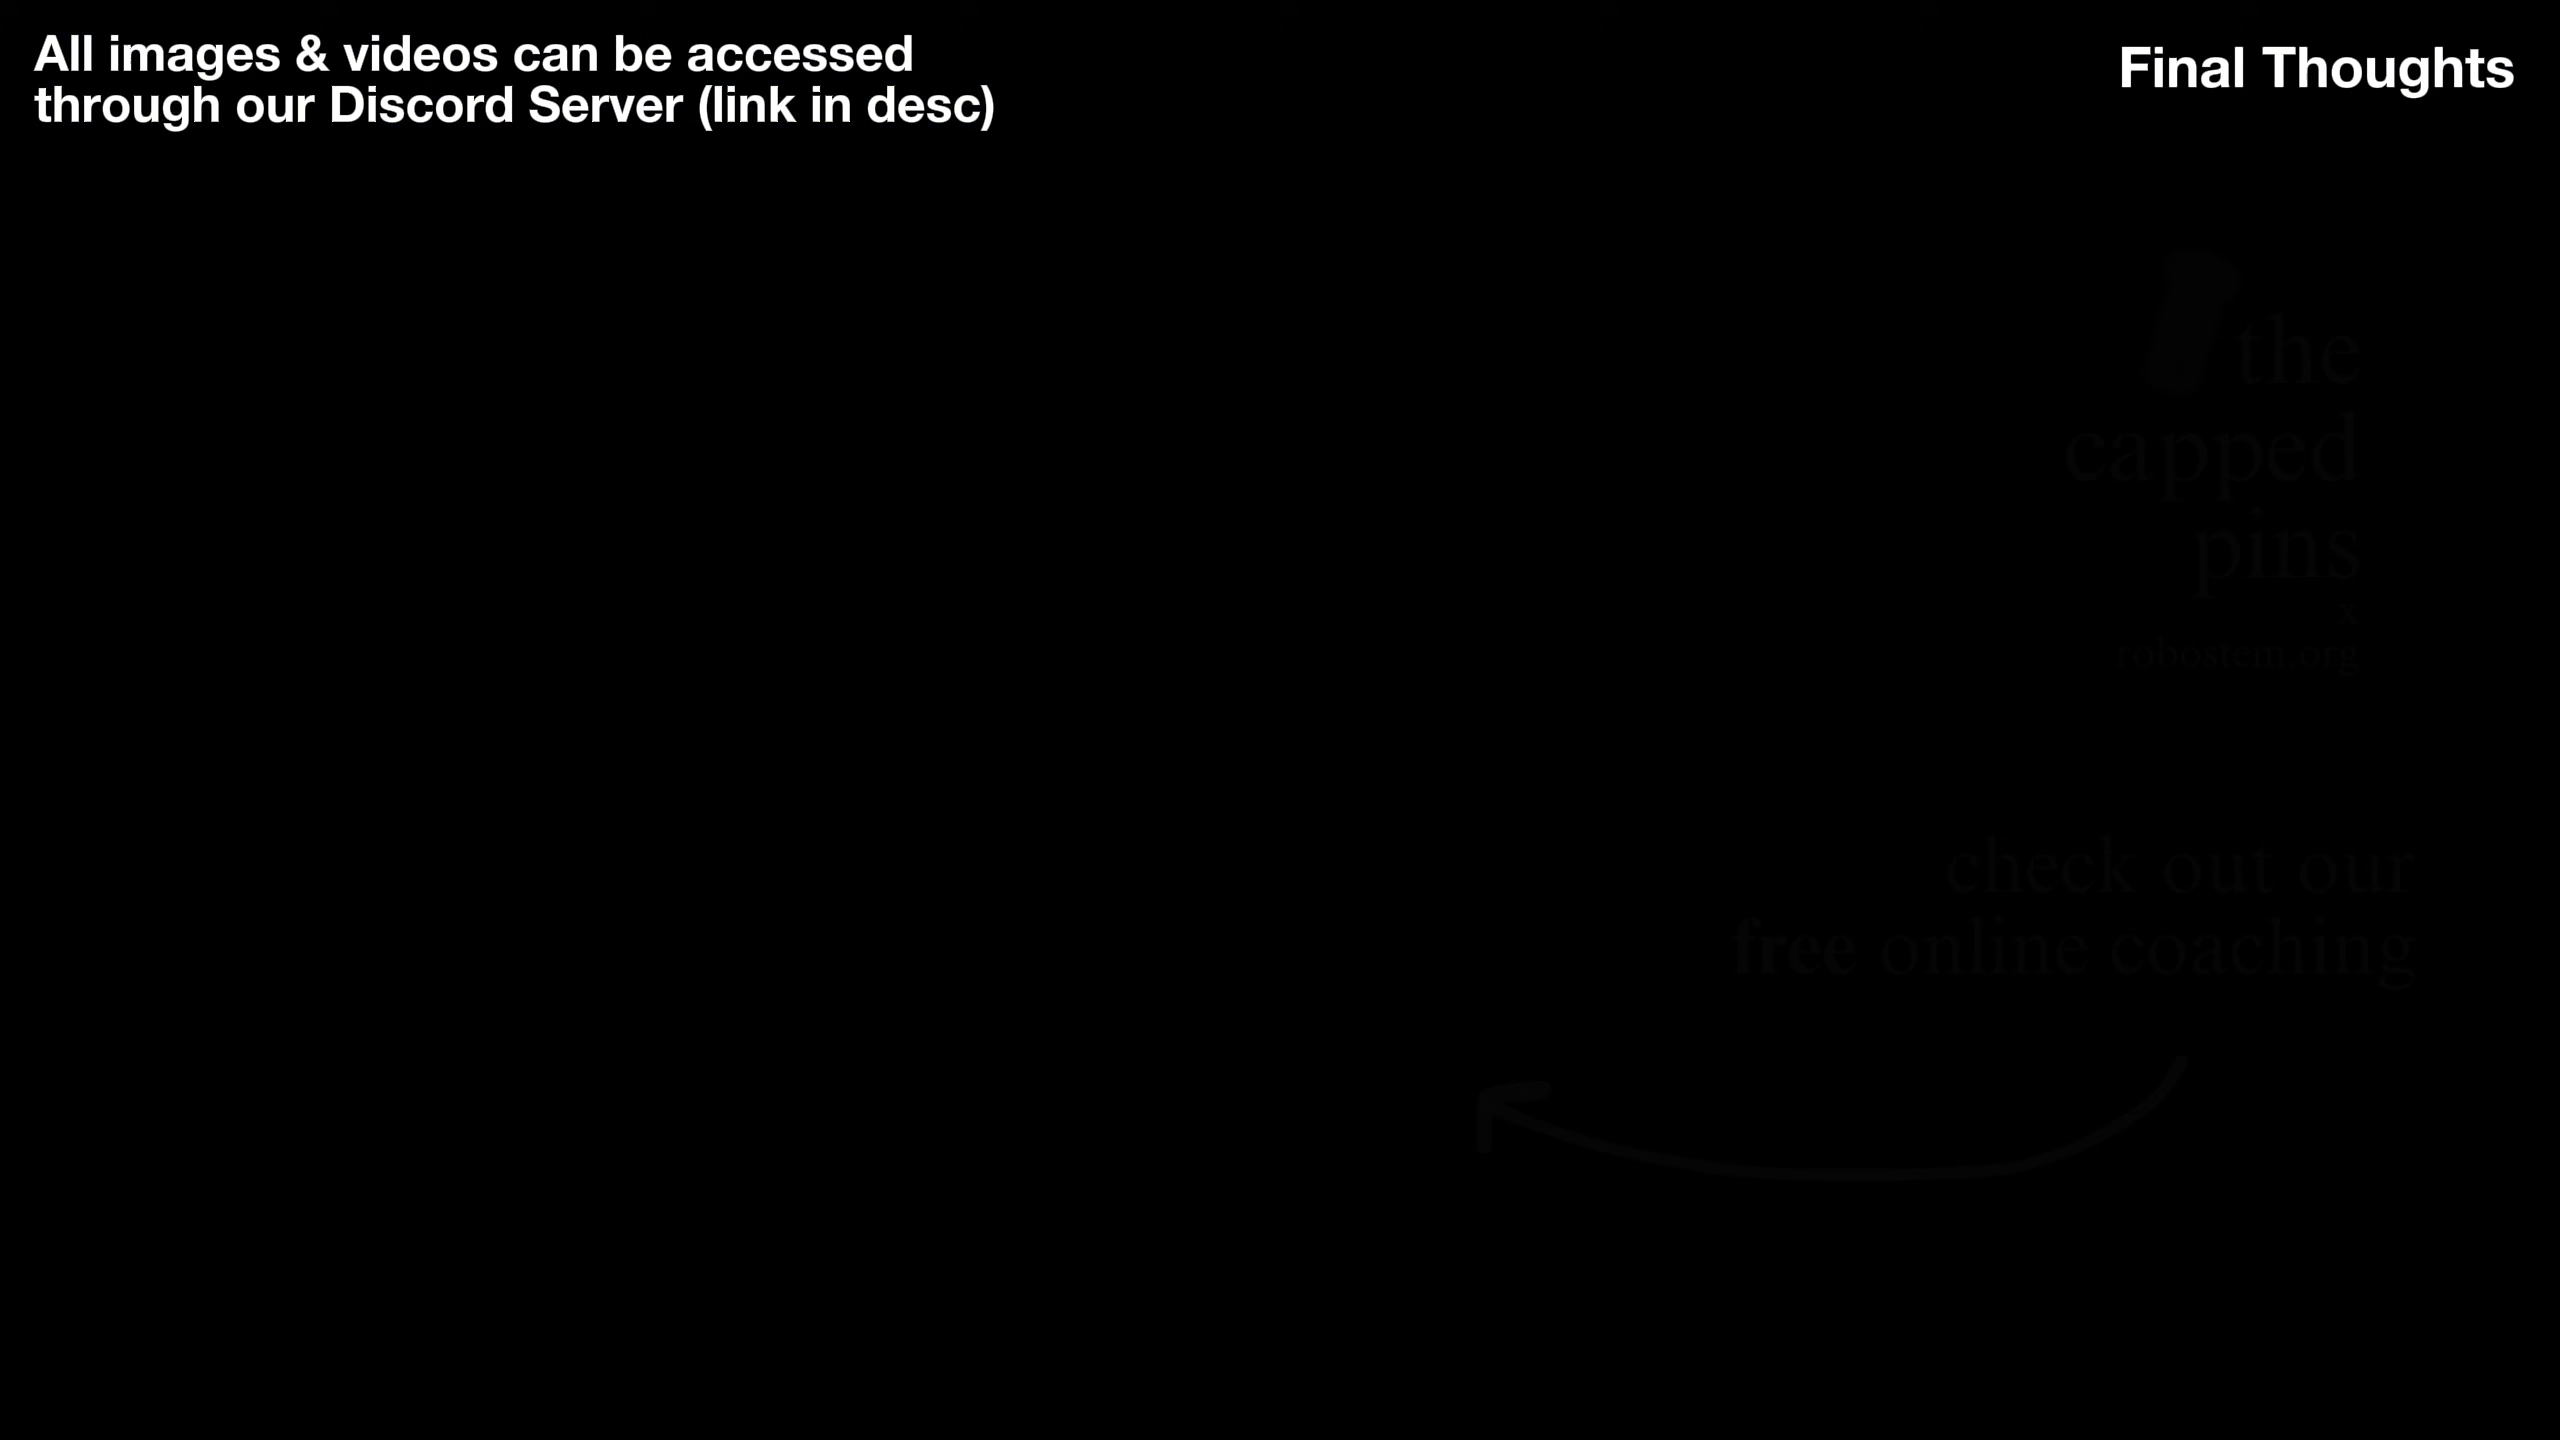 All images & videos can be accessed
through our Discord Server (link in desc)
Final Thoughts
the
capped
pins
x
robostem.org
check out our
free online coaching